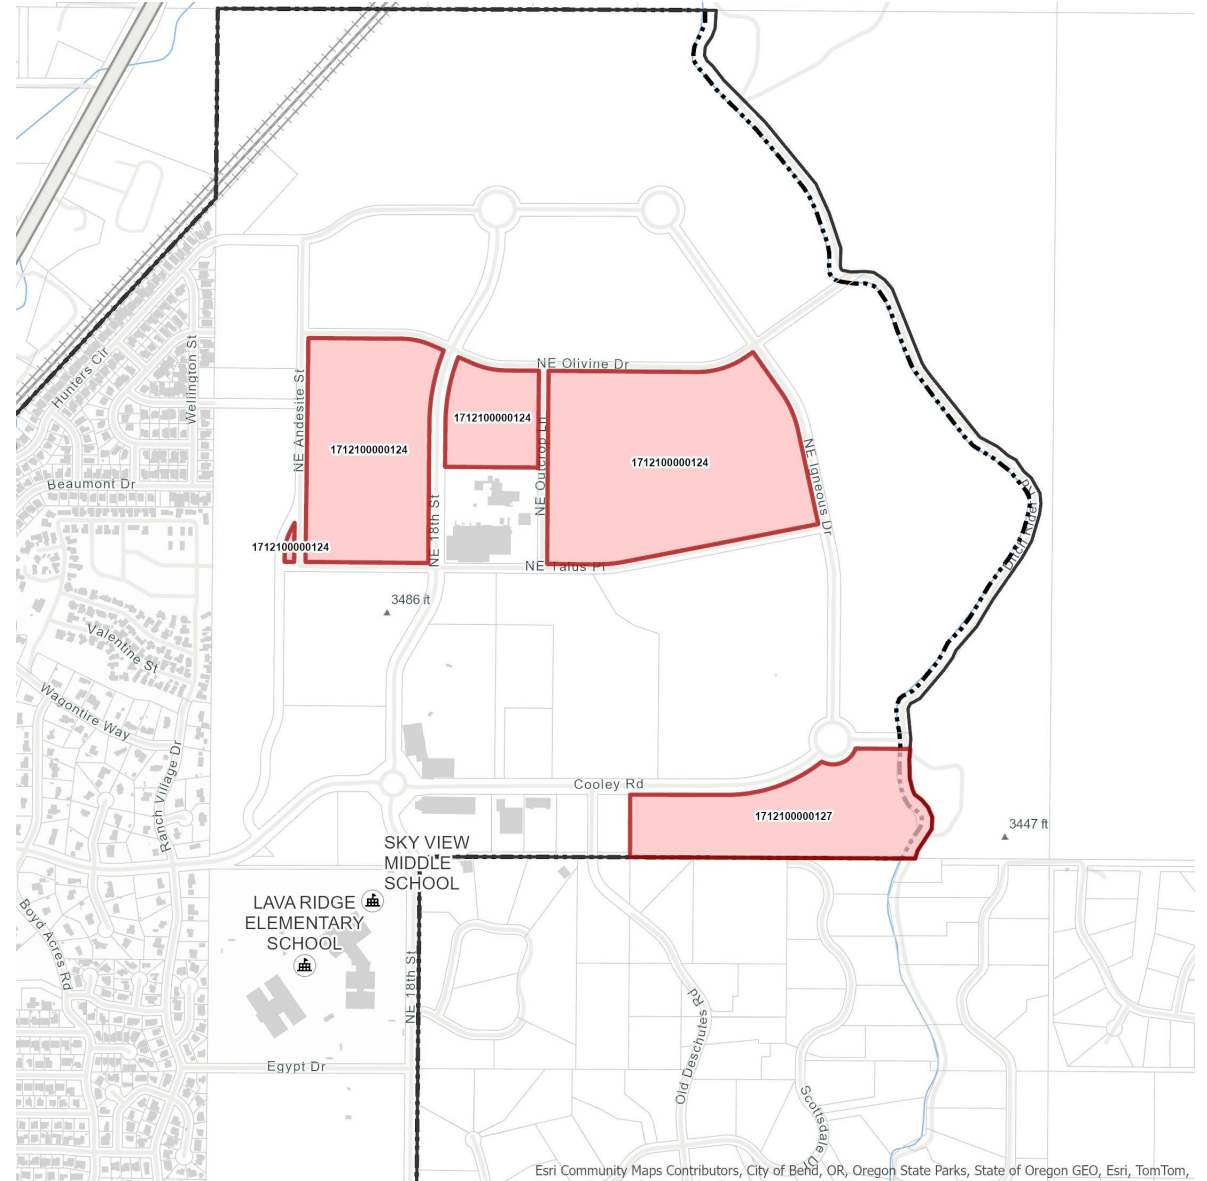 NE Olivine Dr
Hunters Cir
Wellington St
NE Andesite St
1712100000124
1712100000124
1712100000124
NE Outcrop Ln
NE Igneous Dr
Beaumont Dr
NE 18th St
Ditch Rider Rd
1712100000124
NE Talus Pl
3486 ft
Valentine St
Wagontire Way
Ranch Village Dr
Cooley Rd
1712100000127
3447 ft
SKY VIEW
MIDDLE
SCHOOL
LAVA RIDGE
ELEMENTARY
SCHOOL
Boyd Acres Rd
NE 18th St
Old Deschutes Rd
Egypt Dr
Scottsdale Dr
Esri Community Maps Contributors, City of Bend, OR, Oregon State Parks, State of Oregon GEO, Esri, TomTom,